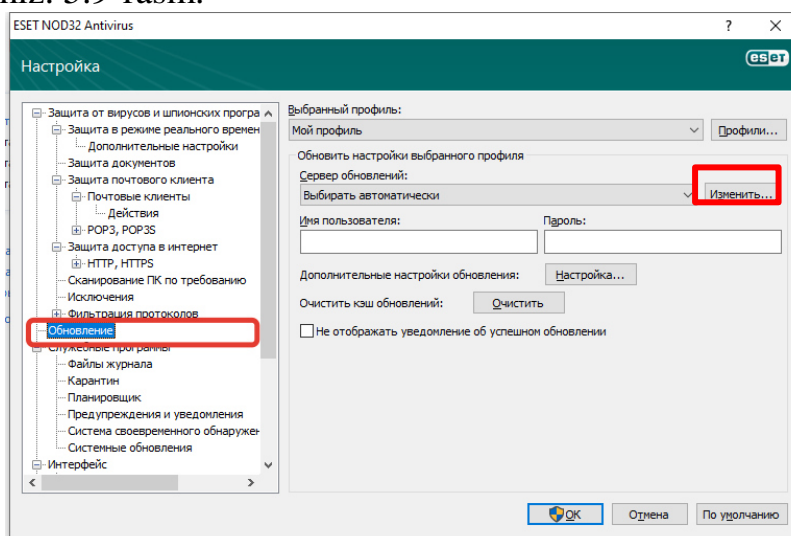 miz. 3.9 rasm.
ESET NOD32 Antivirus
Настройка
eset
Защита от вирусов и шпионских програ
Защита в режиме реального времен
Дополнительные настройки
Защита документов
Защита почтового клиента
Почтовые клиенты
Действия
POP3, POP3S
Защита доступа в интернет
HTTP, HTTPS
Сканирование ПК по требованию
Исключения
Фильтрация протоколов
Обновление
Служебные программы
Файлы журнала
Карантин
Планировщик
Предупреждения и уведомления
Система своевременного обнаружен
Системные обновления
Интерфейс
Выбранный профиль:
Мой профиль
Профили...
Обновить настройки выбранного профиля
Сервер обновлений:
Выбирать автоматически
Изменить...
Имя пользователя: Пароль:
Дополнительные настройки обновления: Настройка...
Очистить кэш обновлений: Очистить
Не отображать уведомление об успешном обновлении
OK Отмена По умолчанию